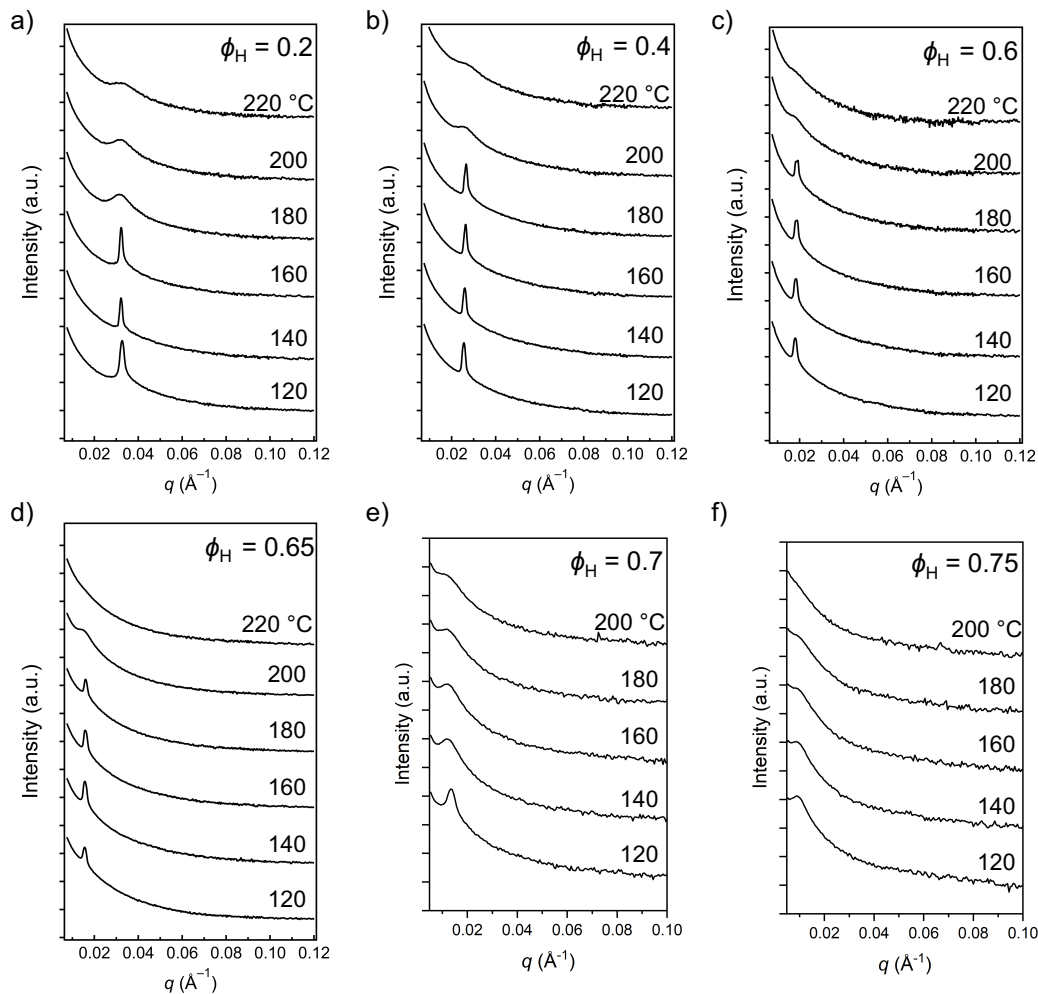 a)
ϕH = 0.2
220 °C
200
180
160
140
120
Intensity (a.u.)
0.02 0.04 0.06 0.08 0.10 0.12
q (Å–1)
b)
ϕH = 0.4
220 °C
200
180
160
140
120
Intensity (a.u.)
0.02 0.04 0.06 0.08 0.10 0.12
q (Å–1)
c)
ϕH = 0.6
220 °C
200
180
160
140
120
Intensity (a.u.)
0.02 0.04 0.06 0.08 0.10 0.12
q (Å–1)
d)
ϕH = 0.65
220 °C
200
180
160
140
120
Intensity (a.u.)
0.02 0.04 0.06 0.08 0.10 0.12
q (Å–1)
e)
ϕH = 0.7
200 °C
180
160
140
120
Intensity (a.u.)
0.02 0.04 0.06 0.08 0.10
q (Å-1)
f)
ϕH = 0.75
200 °C
180
160
140
120
Intensity (a.u.)
0.02 0.04 0.06 0.08 0.10
q (Å-1)